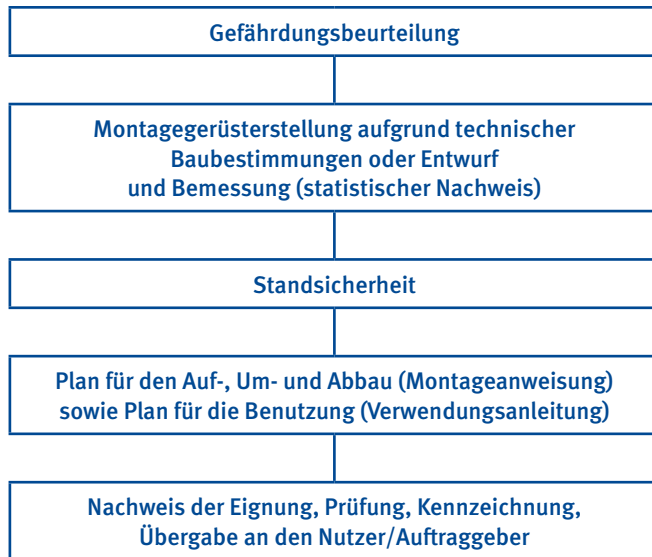 Gefährdungsbeurteilung
Montagegerüsterstellung aufgrund technischer
Baubestimmungen oder Entwurf
und Bemessung (statistischer Nachweis)
Standsicherheit
Plan für den Auf-, Um- und Abbau (Montageanweisung)
sowie Plan für die Benutzung (Verwendungsanleitung)
Nachweis der Eignung, Prüfung, Kennzeichnung,
Übergabe an den Nutzer/Auftraggeber